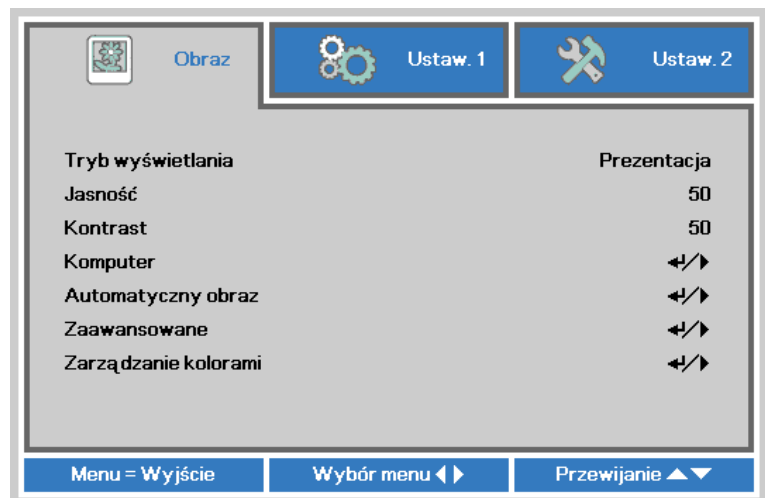 Obraz Ustaw. 1 Ustaw. 2
Tryb wyświetlania Prezentacja
Jasność 50
Kontrast 50
Komputer ↵/▶
Automatyczny obraz ↵/▶
Zaawansowane ↵/▶
Zarządzanie kolorami ↵/▶
Menu = Wyjście Wybór menu ◀▶ Przewijanie ▲▼